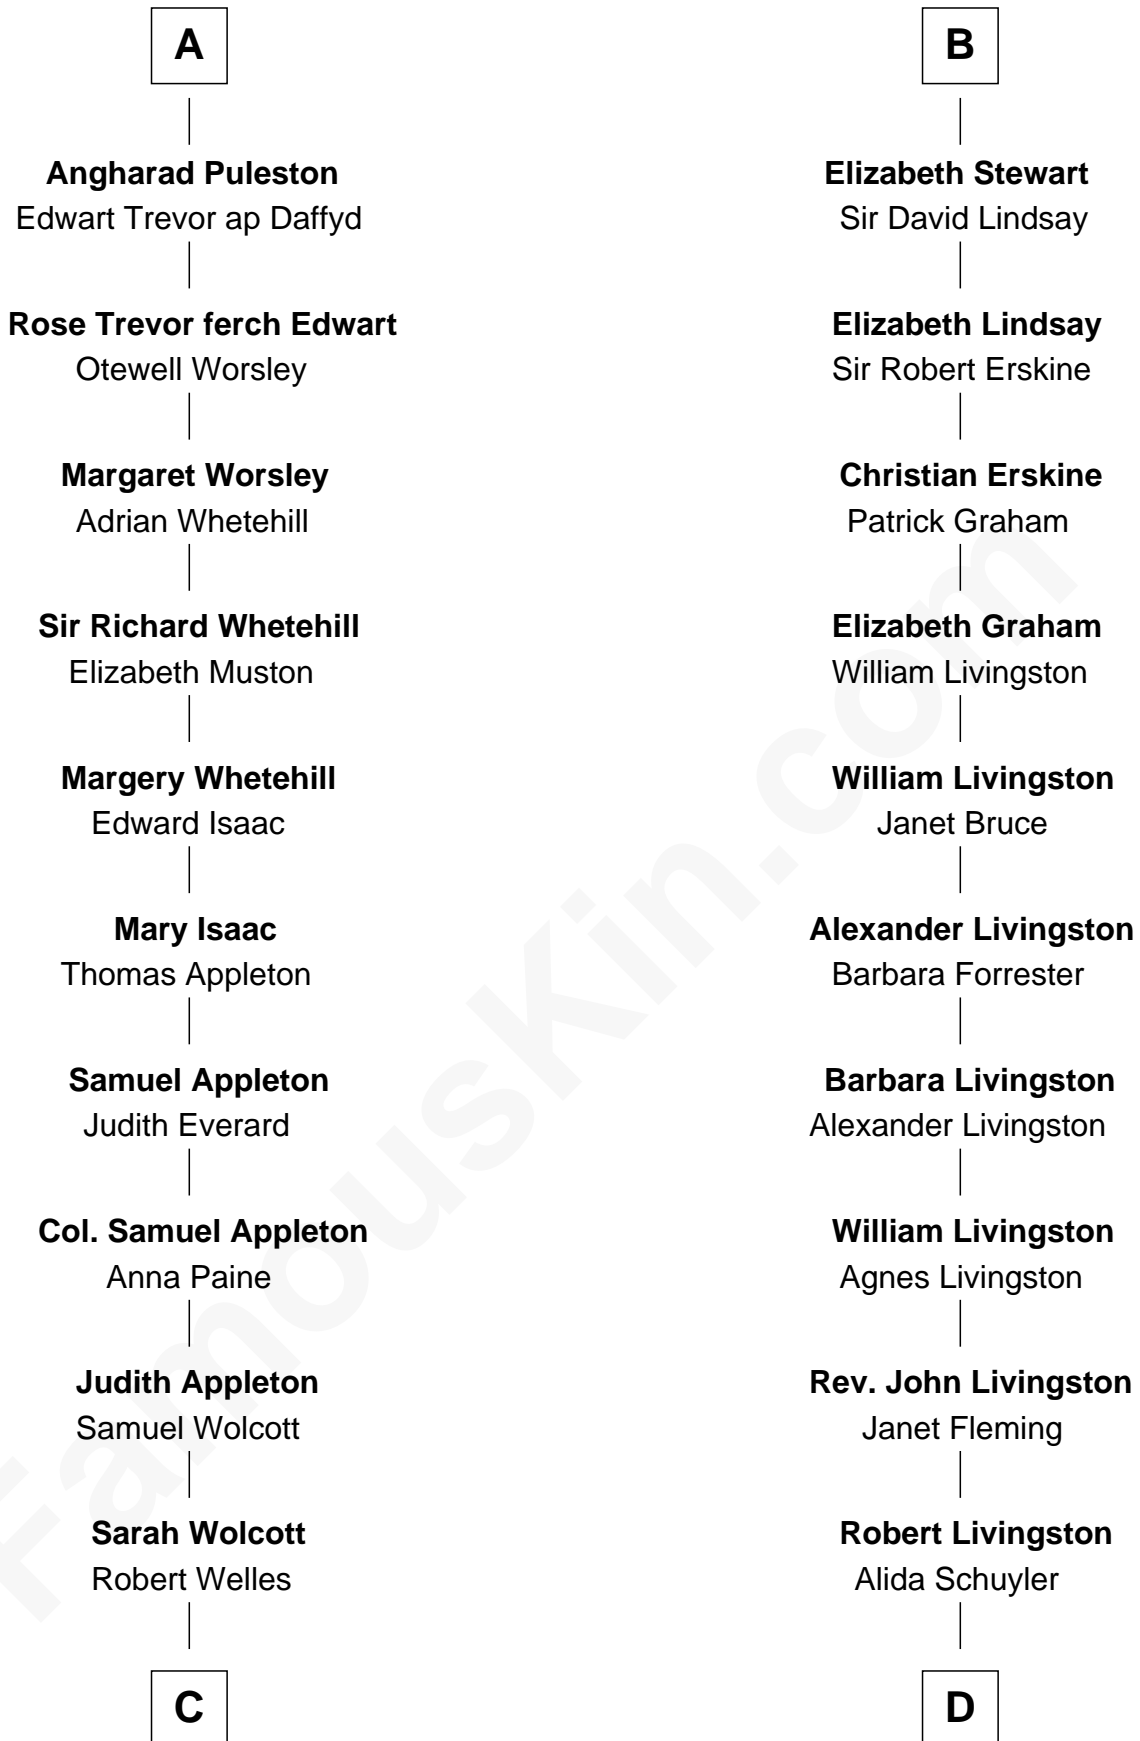 A
Angharad Puleston
Edwart Trevor ap Daffyd
Rose Trevor ferch Edwart
Otewell Worsley
Margaret Worsley
Adrian Whetehill
Sir Richard Whetehill
Elizabeth Muston
Margery Whetehill
Edward Isaac
Mary Isaac
Thomas Appleton
Samuel Appleton
Judith Everard
Col. Samuel Appleton
Anna Paine
Judith Appleton
Samuel Wolcott
Sarah Wolcott
Robert Welles
C
B
Elizabeth Stewart
Sir David Lindsay
Elizabeth Lindsay
Sir Robert Erskine
Christian Erskine
Patrick Graham
Elizabeth Graham
William Livingston
William Livingston
Janet Bruce
Alexander Livingston
Barbara Forrester
Barbara Livingston
Alexander Livingston
William Livingston
Agnes Livingston
Rev. John Livingston
Janet Fleming
Robert Livingston
Alida Schuyler
D
FamousKin.com